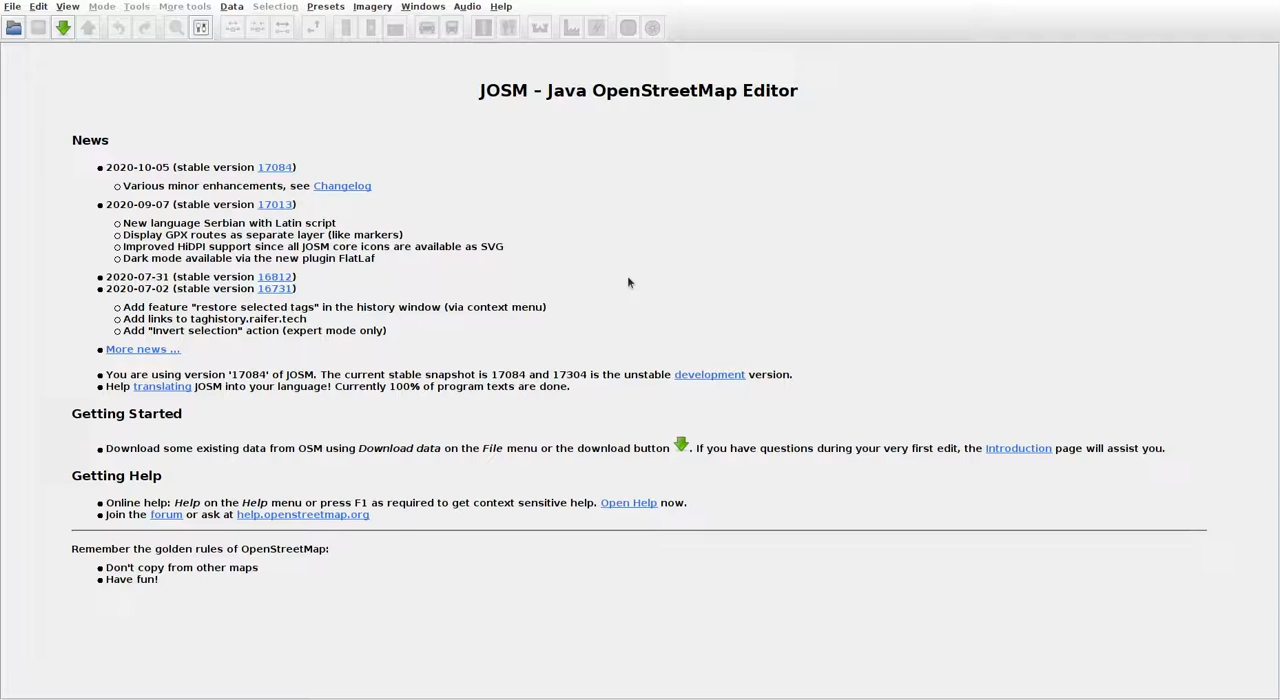 File Edit View Mode Tools More tools Data Selection Presets Imagery Windows Audio Help
JOSM – Java OpenStreetMap Editor
News
2020-10-05 (stable version 17084)
Various minor enhancements, see Changelog
2020-09-07 (stable version 17013)
New language Serbian with Latin script
Display GPX routes as separate layer (like markers)
Improved HiDPI support since all JOSM core icons are available as SVG
Dark mode available via the new plugin FlatLaf
2020-07-31 (stable version 16812)
2020-07-02 (stable version 16731)
Add feature "restore selected tags" in the history window (via context menu)
Add links to taghistory.raifer.tech
Add "Invert selection" action (expert mode only)
More news ...
You are using version '17084' of JOSM. The current stable snapshot is 17084 and 17304 is the unstable development version.
Help translating JOSM into your language! Currently 100% of program texts are done.
Getting Started
Download some existing data from OSM using Download data on the File menu or the download button . If you have questions during your very first edit, the Introduction page will assist you.
Getting Help
Online help: Help on the Help menu or press F1 as required to get context sensitive help. Open Help now.
Join the forum or ask at help.openstreetmap.org
Remember the golden rules of OpenStreetMap:
Don't copy from other maps
Have fun!